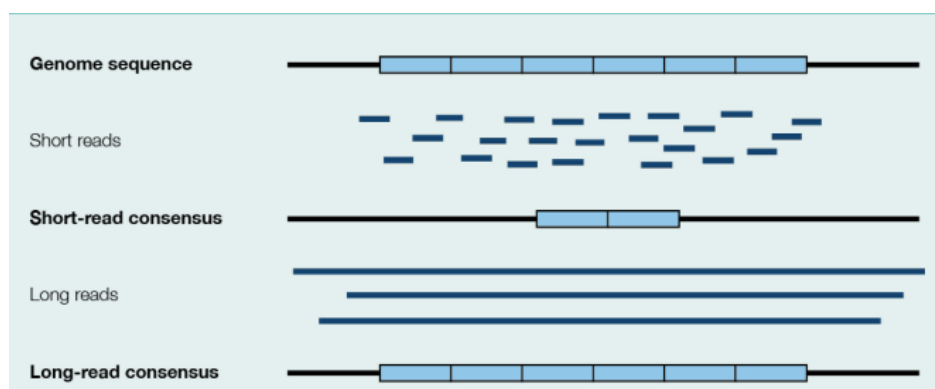 Genome sequence
Short reads
Short-read consensus
Long reads
Long-read consensus